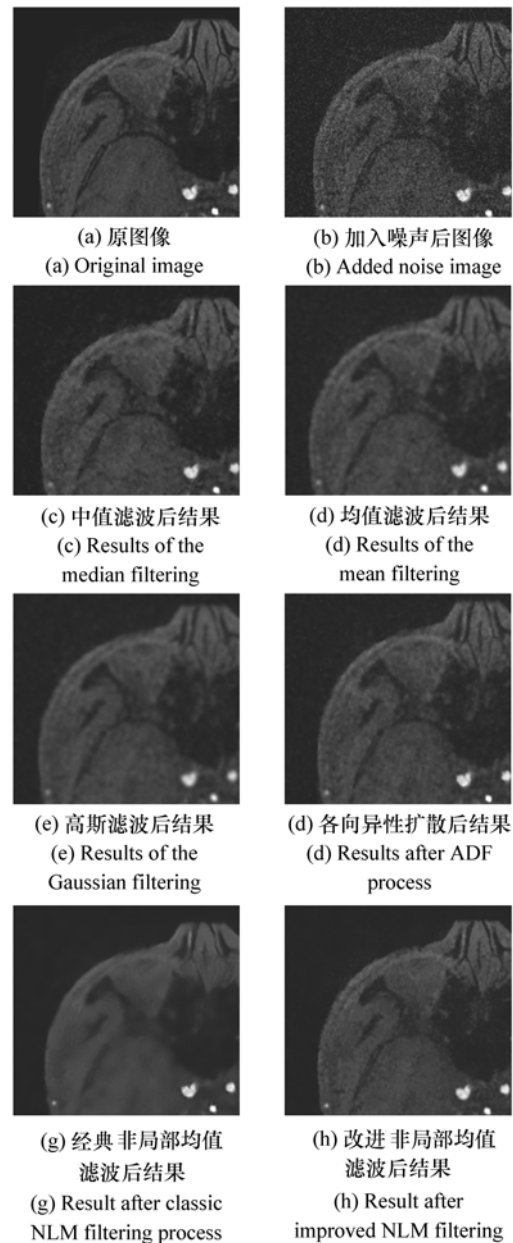 (a) 原图像
(a) Original image
(b) 加入噪声后图像
(b) Added noise image
(c) 中值滤波后结果
(c) Results of the
median filtering
(d) 均值滤波后结果
(d) Results of the
mean filtering
(e) 高斯滤波后结果
(e) Results of the
Gaussian filtering
(d) 各向异性扩散后结果
(d) Results after ADF
process
(g) 经典 非局部均值
滤波后结果
(g) Result after classic
NLM filtering process
(h) 改进 非局部均值
滤波后结果
(h) Result after
improved NLM filtering